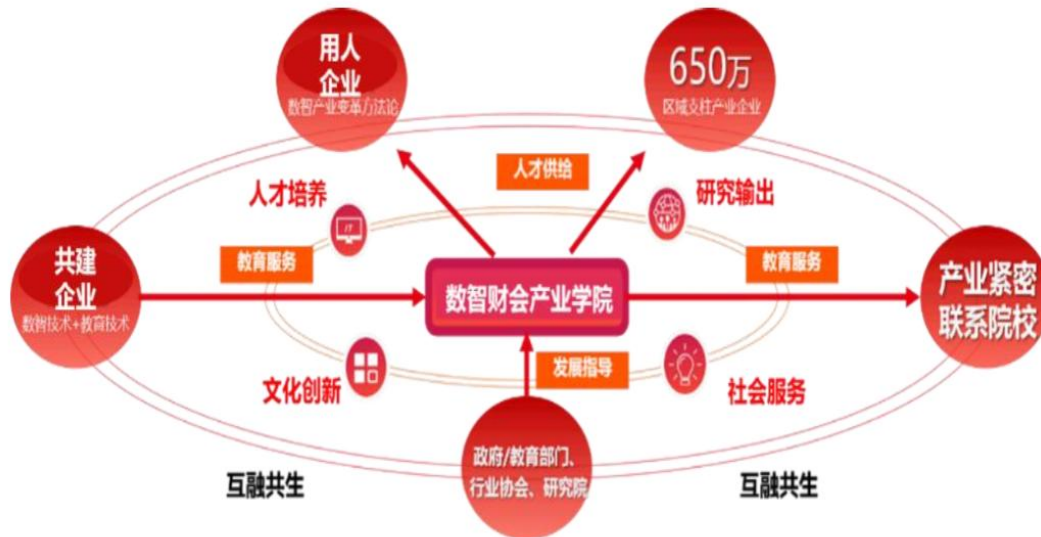 用人
企业
数智产业变革方法论
650万
区域支柱产业企业
人才供给
人才培养
研究输出
IT
教育服务
教育服务
共建
企业
数智技术+教育技术
数智财会产业学院
产业紧密
联系院校
发展指导
文化创新
社会服务
政府/教育部门、
行业协会、研究院
互融共生
互融共生